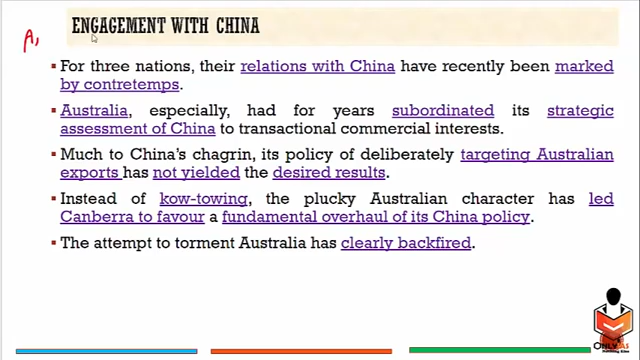 A,
ENGAGEMENT WITH CHINA
▪ For three nations, their relations with China have recently been marked
by contretemps.
▪ Australia, especially, had for years subordinated its strategic
assessment of China to transactional commercial interests.
▪ Much to China's chagrin, its policy of deliberately targeting Australian
exports has not yielded the desired results.
▪ Instead of kow-towing, the plucky Australian character has led
Canberra to favour a fundamental overhaul of its China policy.
▪ The attempt to torment Australia has clearly backfired.
ONLY IAS